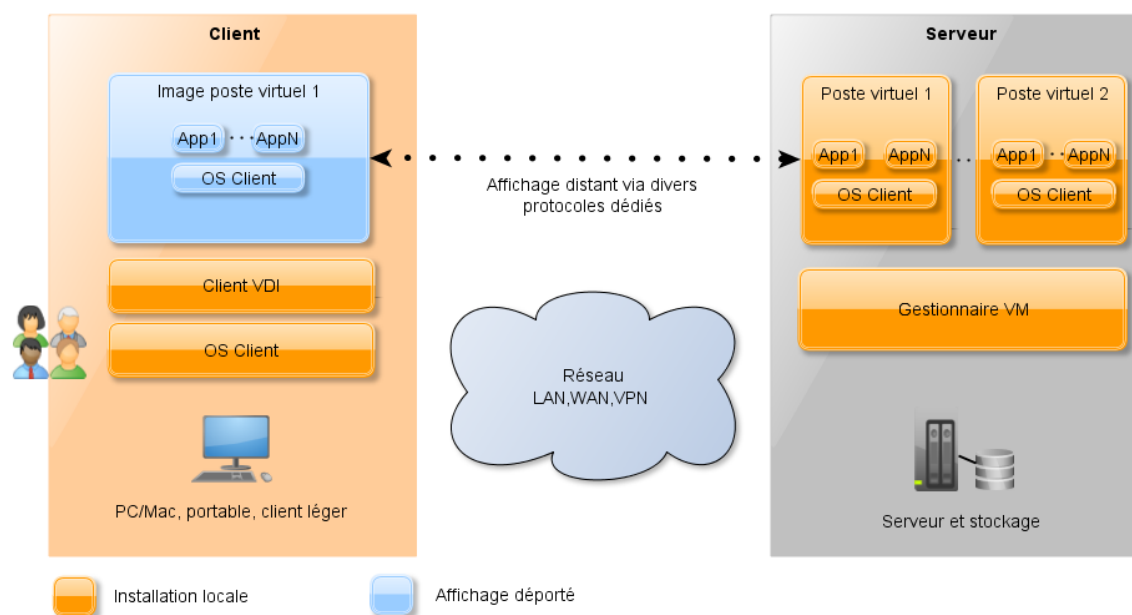 Client
Image poste virtuel 1
App1 ... AppN
OS Client
Client VDI
OS Client
PC/Mac, portable, client léger
Affichage distant via divers
protocoles dédiés
Réseau
LAN,WAN,VPN
Serveur
Poste virtuel 1
App1 AppN
OS Client
...
Poste virtuel 2
App1 ... AppN
OS Client
Gestionnaire VM
Serveur et stockage
Installation locale
Affichage déporté